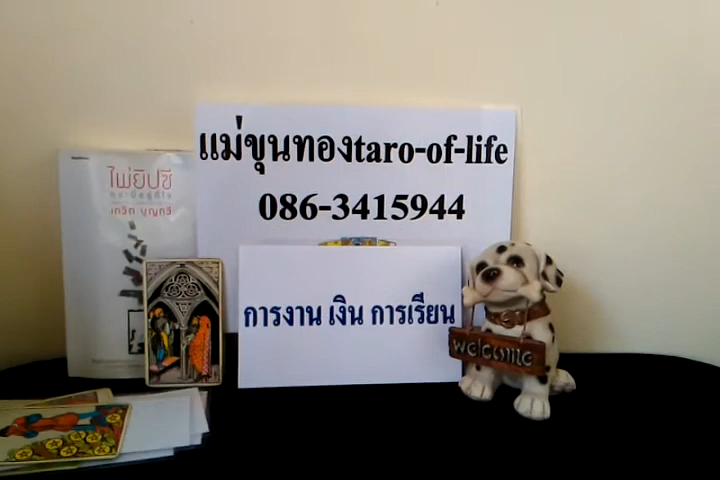 แม่ขุนทองtaro-of-life
086-3415944
ไพ่ยิปซี
การงาน เงิน การเรียน
welcome